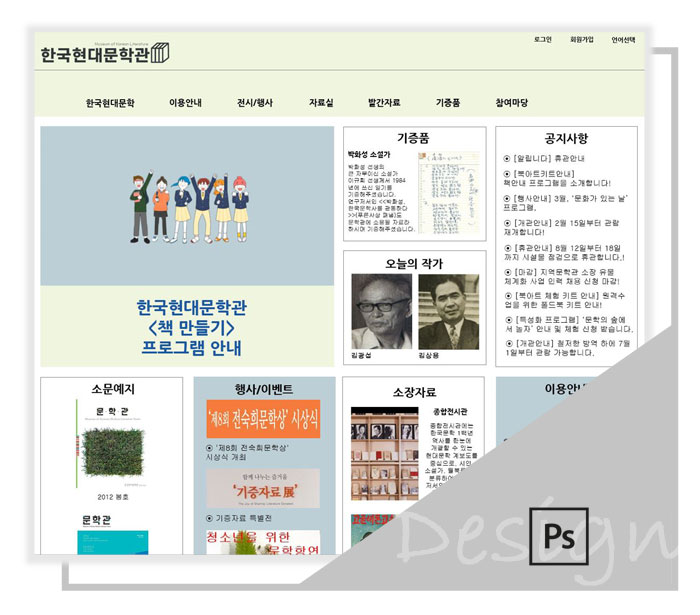 로그인 회원가입 언어선택
Museum of Korean Literature
한국현대문학관
한국현대문학 이용안내 전시/행사 자료실 발간자료 기증품 참여마당
한국현대문학관
<책 만들기>
프로그램 안내
기증품
박화성 소설가
박화성 선생의
큰 자부이신 소설가
이규희 선생께서 1984
년에 쓰신 일기를
기증해주셨습니다.
연구자서인 <<박화성,
한국문학사를 관통하다
>>(푸른사상 펴냄)도
문학관에 소용될 자료라
하시며 기증해주셨습니다.
오늘의 작가
김광섭 김상용
공지사항
[알립니다] 휴관안내
[북아트키트안내]
책만내 프로그램을 소개합니다!
[행사안내] 3월, '문화가 있는 날'
프로그램,
[개관안내] 2월 15일부터 관람
재개합니다!
[휴관안내] 8월 12일부터 18일
까지 시설물 점검으로 휴관합니다.!
[마감] 지역문학관 소장 유물
체계화 사업 인력 채용 신청 마감!
[북아트 체험 키트 안내] 원격수
업을 위한 폴드북 키트 안내!
[특성화 프로그램] '문학의 숲에
서 놀자' 안내 및 체험 신청 받습니다.
[개관안내] 철저한 방역 하에 7월
1일부터 관람 가능합니다.
소문예지
문학관
2012 봄호
문학관
행사/이벤트
'제8회 전숙희문학상' 시상식
'제8회 전숙희문학상'
시상식 개최
함께 나누는 즐거움
'기증자료 展'
기증자료 특별전
청소년을 위한
문학학연
소장자료
종합전시관
종합전시관에는
한국문학 1백년
역사를 한눈에
개괄할 수 있는
현대문학 계보도를
중심으로, 시인
소설가,
분류하여
이용안내
Design
Ps